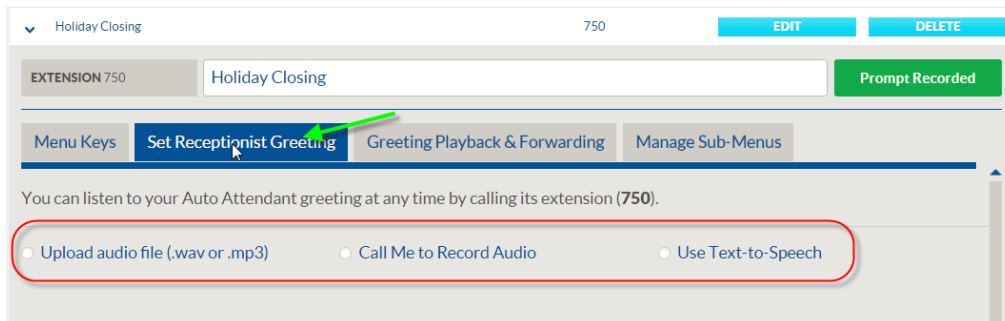 Holiday Closing 750 EDIT DELETE
EXTENSION 750 Holiday Closing Prompt Recorded
Menu Keys Set Receptionist Greeting Greeting Playback & Forwarding Manage Sub-Menus
You can listen to your Auto Attendant greeting at any time by calling its extension (750).
Upload audio file (.wav or .mp3) Call Me to Record Audio Use Text-to-Speech